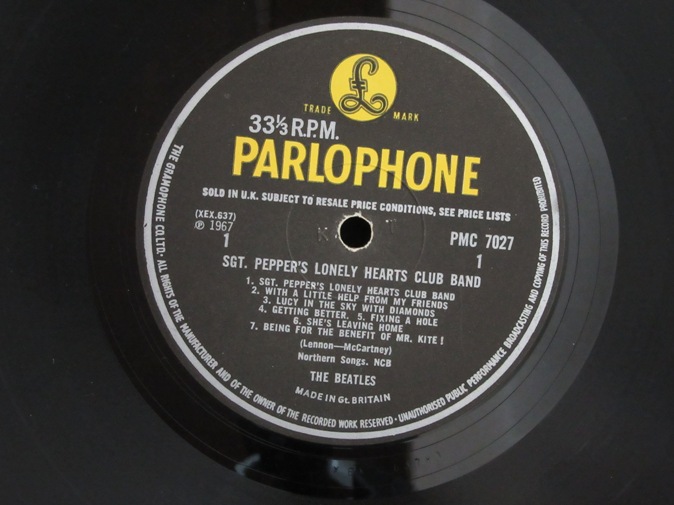 TRADE MARK
33⅓ R.P.M.
PARLOPHONE
SOLD IN U.K. SUBJECT TO RESALE PRICE CONDITIONS, SEE PRICE LISTS
(XEX.637)
℗ 1967
1
PMC 7027
1
SGT. PEPPER'S LONELY HEARTS CLUB BAND
1. SGT. PEPPER'S LONELY HEARTS CLUB BAND
2. WITH A LITTLE HELP FROM MY FRIENDS
3. LUCY IN THE SKY WITH DIAMONDS
4. GETTING BETTER. 5. FIXING A HOLE
6. SHE'S LEAVING HOME
7. BEING FOR THE BENEFIT OF MR. KITE!
(Lennon—McCartney)
Northern Songs. NCB
THE BEATLES
MADE IN Gt. BRITAIN
THE GRAMOPHONE CO. LTD. · ALL RIGHTS OF THE MANUFACTURER AND OF THE OWNER OF THE RECORDED WORK RESERVED · UNAUTHORISED PUBLIC PERFORMANCE BROADCASTING AND COPYING OF THIS RECORD PROHIBITED